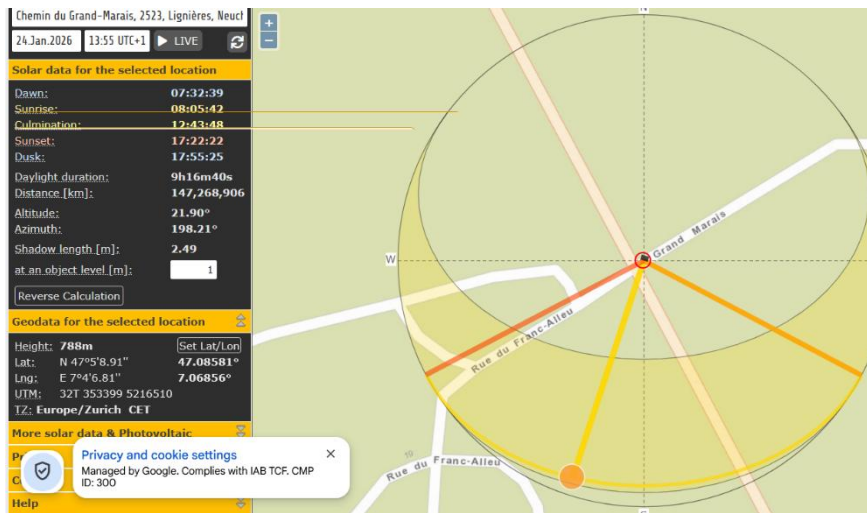 Chemin du Grand-Marais, 2523, Lignières, Neuch
24.Jan.2026 13:55 UTC+1 LIVE
Solar data for the selected location
Dawn: 07:32:39
Sunrise: 08:05:42
Culmination: 12:43:48
Sunset: 17:22:22
Dusk: 17:55:25
Daylight duration: 9h16m40s
Distance [km]: 147,268,906
Altitude: 21.90°
Azimuth: 198.21°
Shadow length [m]: 2.49
at an object level [m]: 1
Reverse Calculation
Geodata for the selected location
Height: 788m Set Lat/Lon
Lat: N 47°5'8.91'' 47.08581°
Lng: E 7°4'6.81'' 7.06856°
UTM: 32T 353399 5216510
TZ: Europe/Zurich CET
More solar data & Photovoltaic
Help
Privacy and cookie settings
Managed by Google. Complies with IAB TCF. CMP
ID: 300
+
−
W
Grand Marais
Rue du Franc-Alleu
Rue du Franc-Alleu